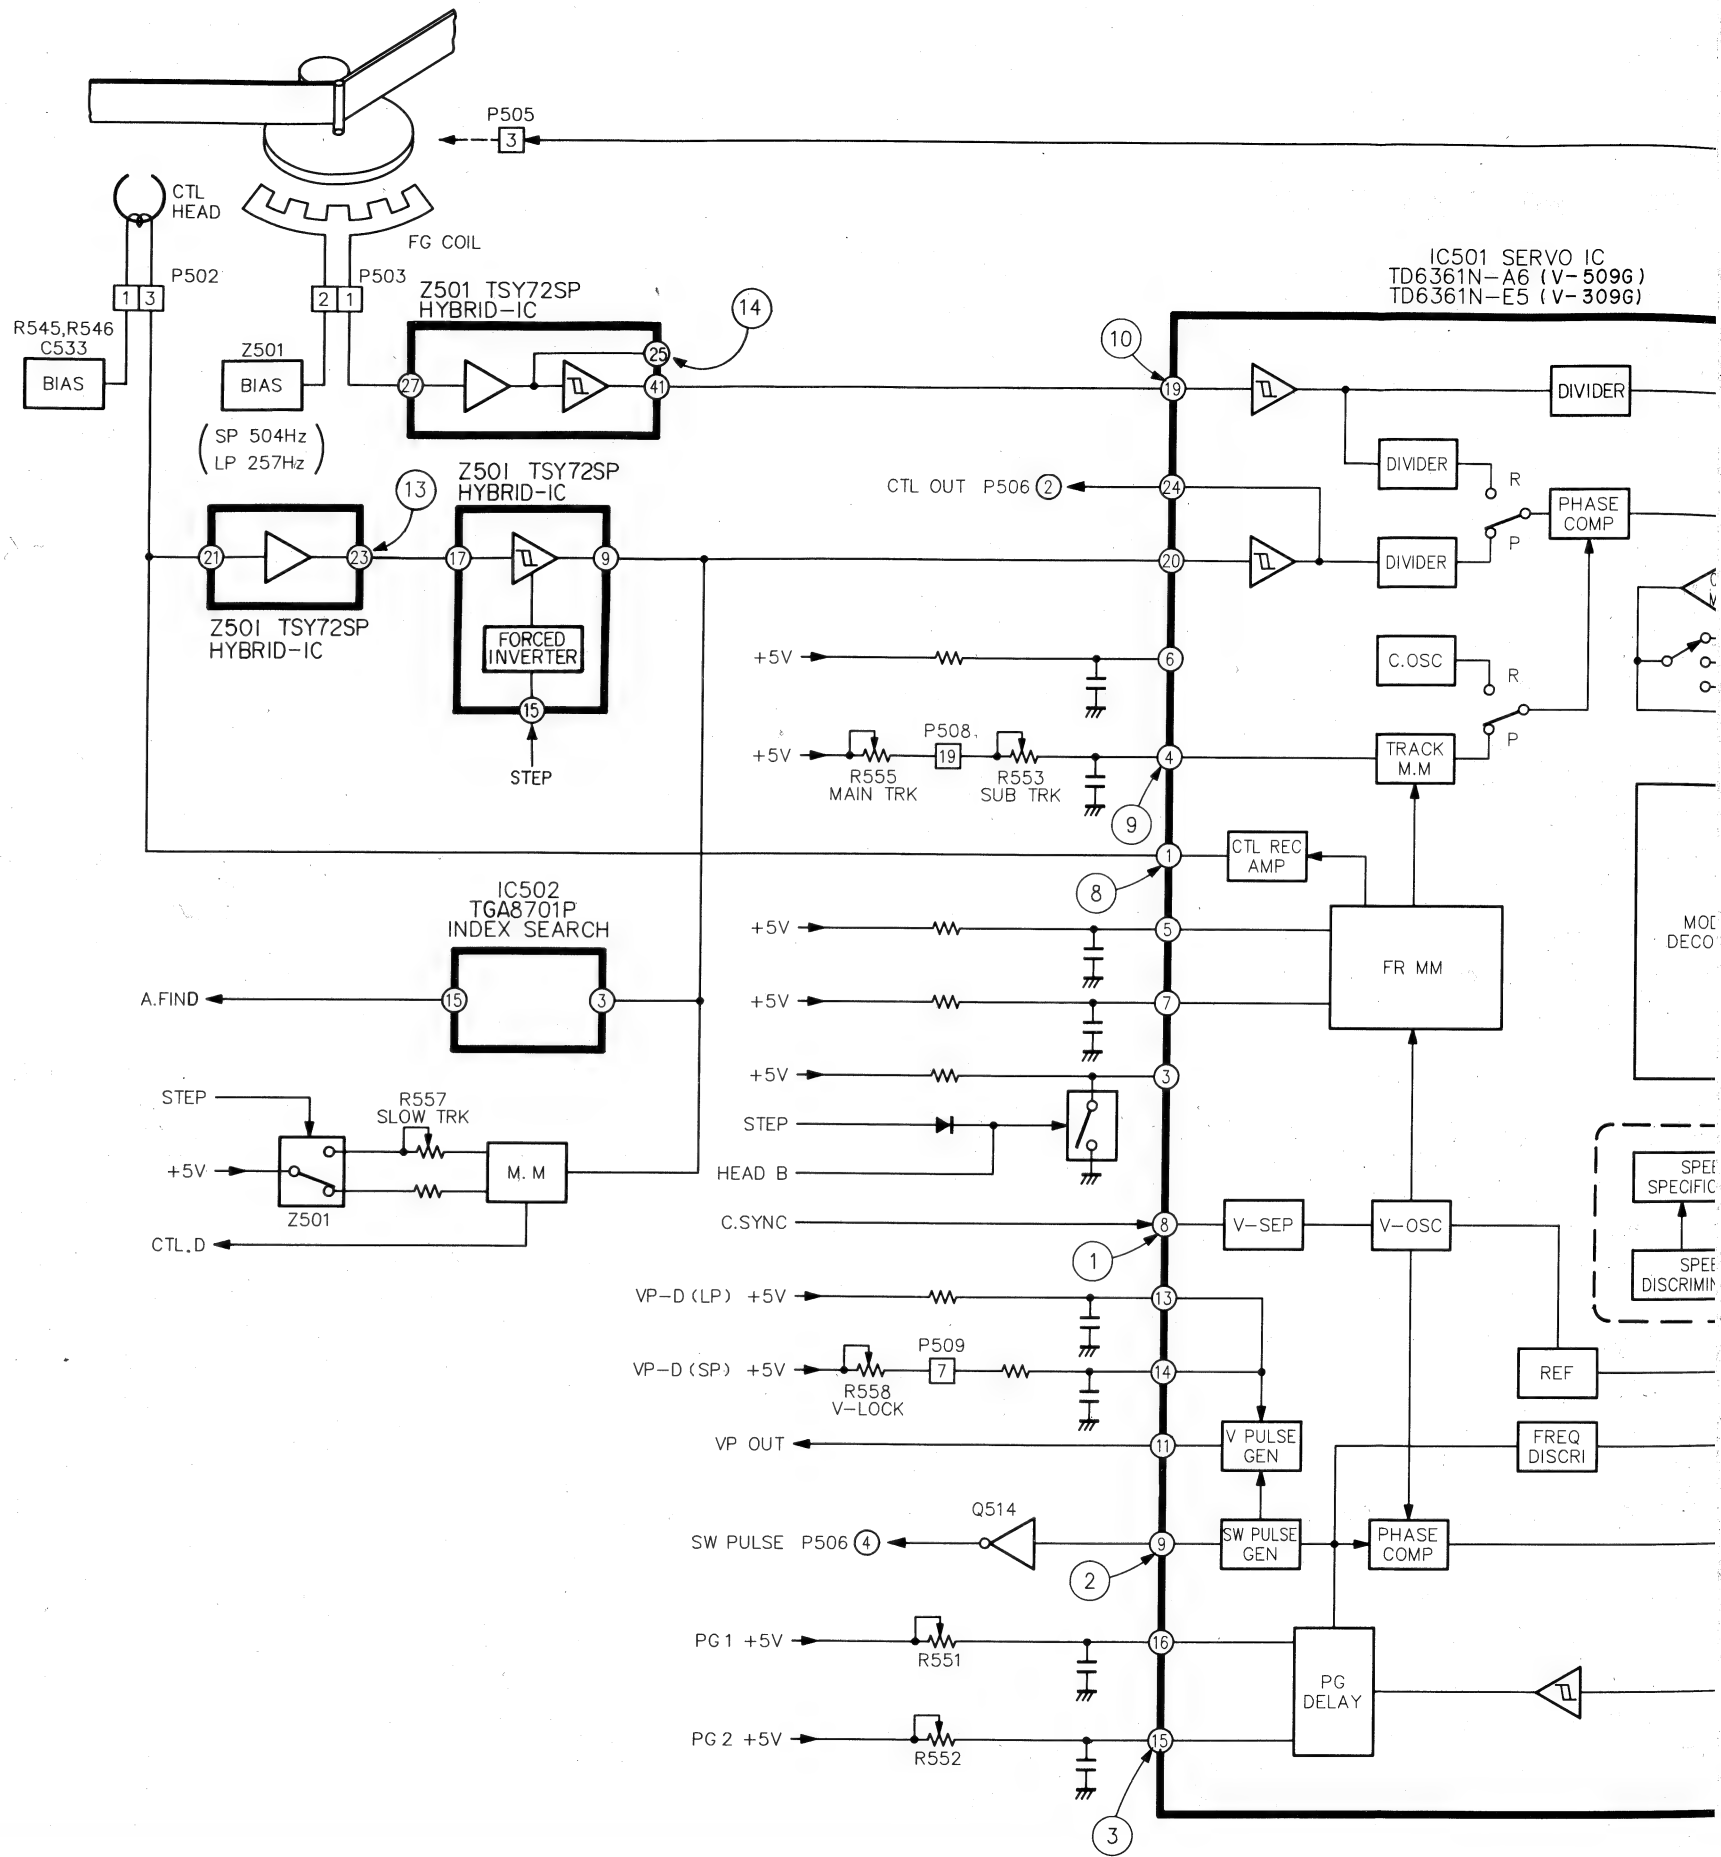 P505
3
CTL
HEAD
FG COIL
P502
1 3
P503
2 1
R545,R546
C533
BIAS
Z501
BIAS
SP 504Hz
LP 257Hz
Z501 TSY72SP
HYBRID-IC
27
25
41
14
IC501 SERVO IC
TD6361N-A6 (V-509G)
TD6361N-E5 (V-309G)
10
19
DIVIDER
DIVIDER
R
P
PHASE
COMP
CTL OUT P506 2
24
13
21
23
Z501 TSY72SP
HYBRID-IC
Z501 TSY72SP
HYBRID-IC
17
9
FORCED
INVERTER
15
STEP
20
DIVIDER
+5V
6
C.OSC
R
P
+5V
R555
MAIN TRK
P508
19
R553
SUB TRK
4
9
TRACK
M.M
1
8
CTL REC
AMP
IC502
TGA8701P
INDEX SEARCH
A.FIND
15
3
+5V
5
FR MM
+5V
7
+5V
3
STEP
HEAD B
STEP
R557
SLOW TRK
+5V
Z501
M.M
CTL.D
C.SYNC
8
1
V-SEP
V-OSC
VP-D (LP) +5V
13
VP-D (SP) +5V
R558
V-LOCK
P509
7
14
REF
VP OUT
11
V PULSE
GEN
FREQ
DISCRI
SW PULSE P506 4
Q514
9
2
SW PULSE
GEN
PHASE
COMP
PG1 +5V
R551
16
PG
DELAY
PG2 +5V
R552
15
3
MOD
DECO
SPEE
SPECIFIC
SPEE
DISCRIMIN